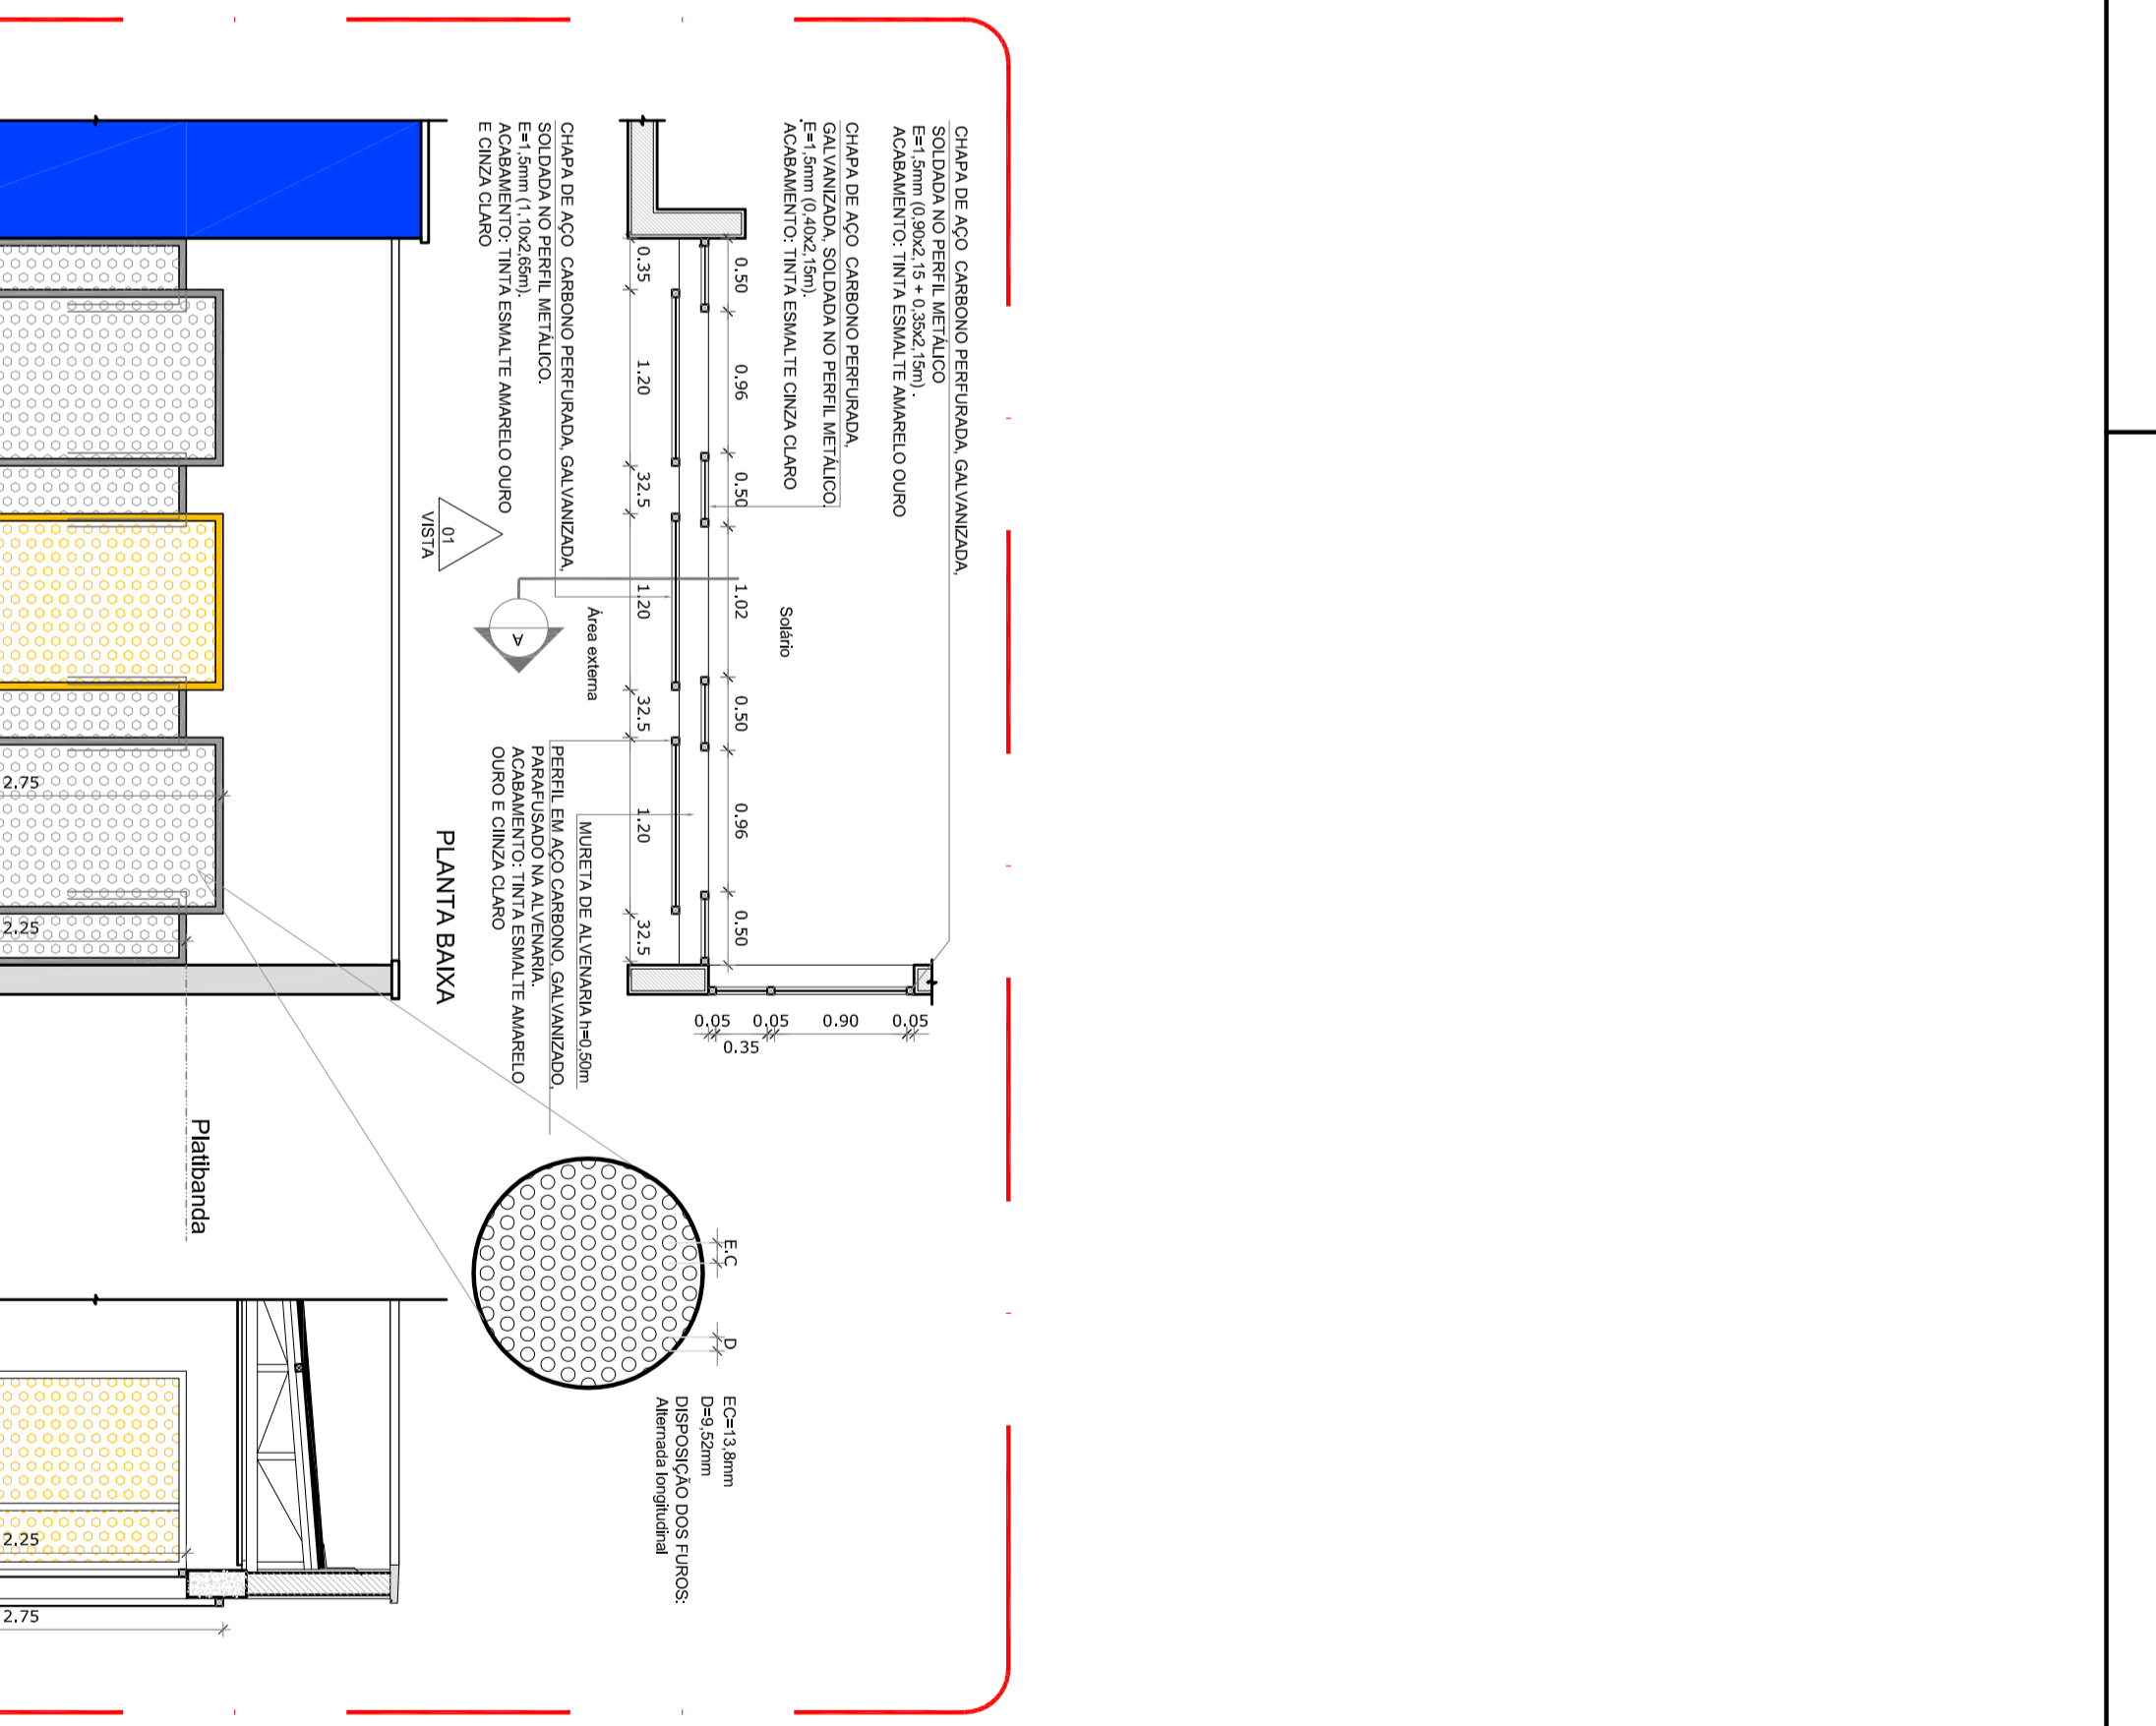 CHAPA DE AÇO CARBONO PERFURADA, GALVANIZADA,
SOLDADA NO PERFIL METÁLICO
E=1,5mm (0,90x2,15 + 0,35x2,15m) .
ACABAMENTO: TINTA ESMALTE AMARELO OURO
CHAPA DE AÇO CARBONO PERFURADA,
GALVANIZADA, SOLDADA NO PERFIL METÁLICO.
E=1,5mm (0,40x2,15m).
ACABAMENTO: TINTA ESMALTE CINZA CLARO
Solário
0.50
0.96
0.50
1.02
0.50
0.96
0.50
0.35
1.20
32.5
1.20
32.5
1.20
32.5
0.05
0.05
0.90
0.05
0.35
Área externa
CHAPA DE AÇO CARBONO PERFURADA, GALVANIZADA,
SOLDADA NO PERFIL METÁLICO.
E=1,5mm (1,10x2,65m).
ACABAMENTO: TINTA ESMALTE AMARELO OURO
E CINZA CLARO
MURETA DE ALVENARIA h=0,50m
PERFIL EM AÇO CARBONO, GALVANIZADO,
PARAFUSADO NA ALVENARIA.
ACABAMENTO: TINTA ESMALTE AMARELO
OURO E CIINZA CLARO
A
01
VISTA
PLANTA BAIXA
E.C
D
EC=13,8mm
D=9,52mm
DISPOSIÇÃO DOS FUROS:
Alternada longitudinal
Platibanda
2.75
2.25
2.25
2.75